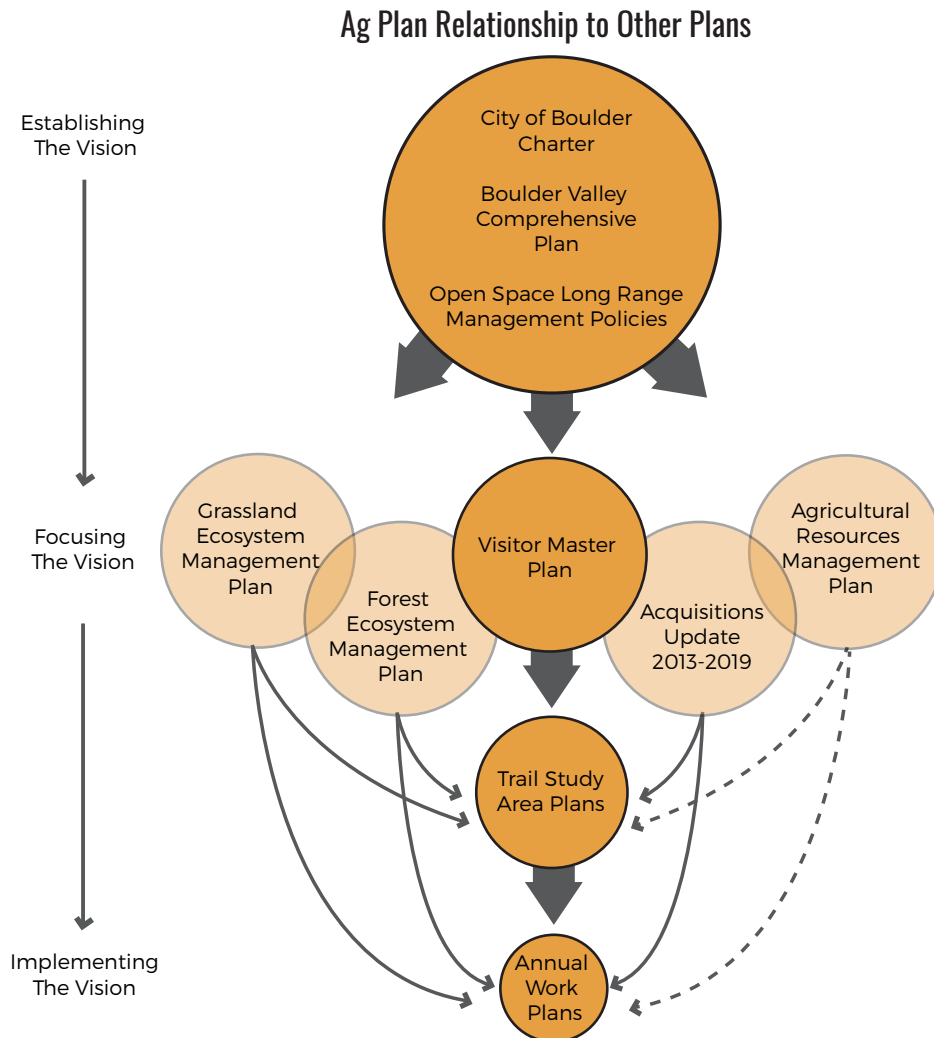 Ag Plan Relationship to Other Plans
Establishing
The Vision
City of Boulder
Charter
Boulder Valley
Comprehensive
Plan
Open Space Long Range
Management Policies
Focusing
The Vision
Grassland
Ecosystem
Management
Plan
Forest
Ecosystem
Management
Plan
Visitor Master
Plan
Acquisitions
Update
2013-2019
Agricultural
Resources
Management
Plan
Trail Study
Area Plans
Implementing
The Vision
Annual
Work
Plans